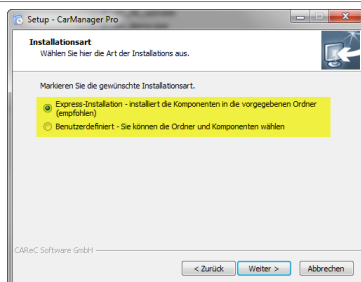 Setup - CarManager Pro
Installationsart
Wählen Sie hier die Art der Installations aus.
Markieren Sie die gewünschte Installationsart.
Express-Installation - installiert die Komponenten in die vorgegebenen Ordner
(empfohlen)
Benutzerdefiniert - Sie können die Ordner und Komponenten wählen
CAReC Software GmbH
< Zurück
Weiter >
Abbrechen